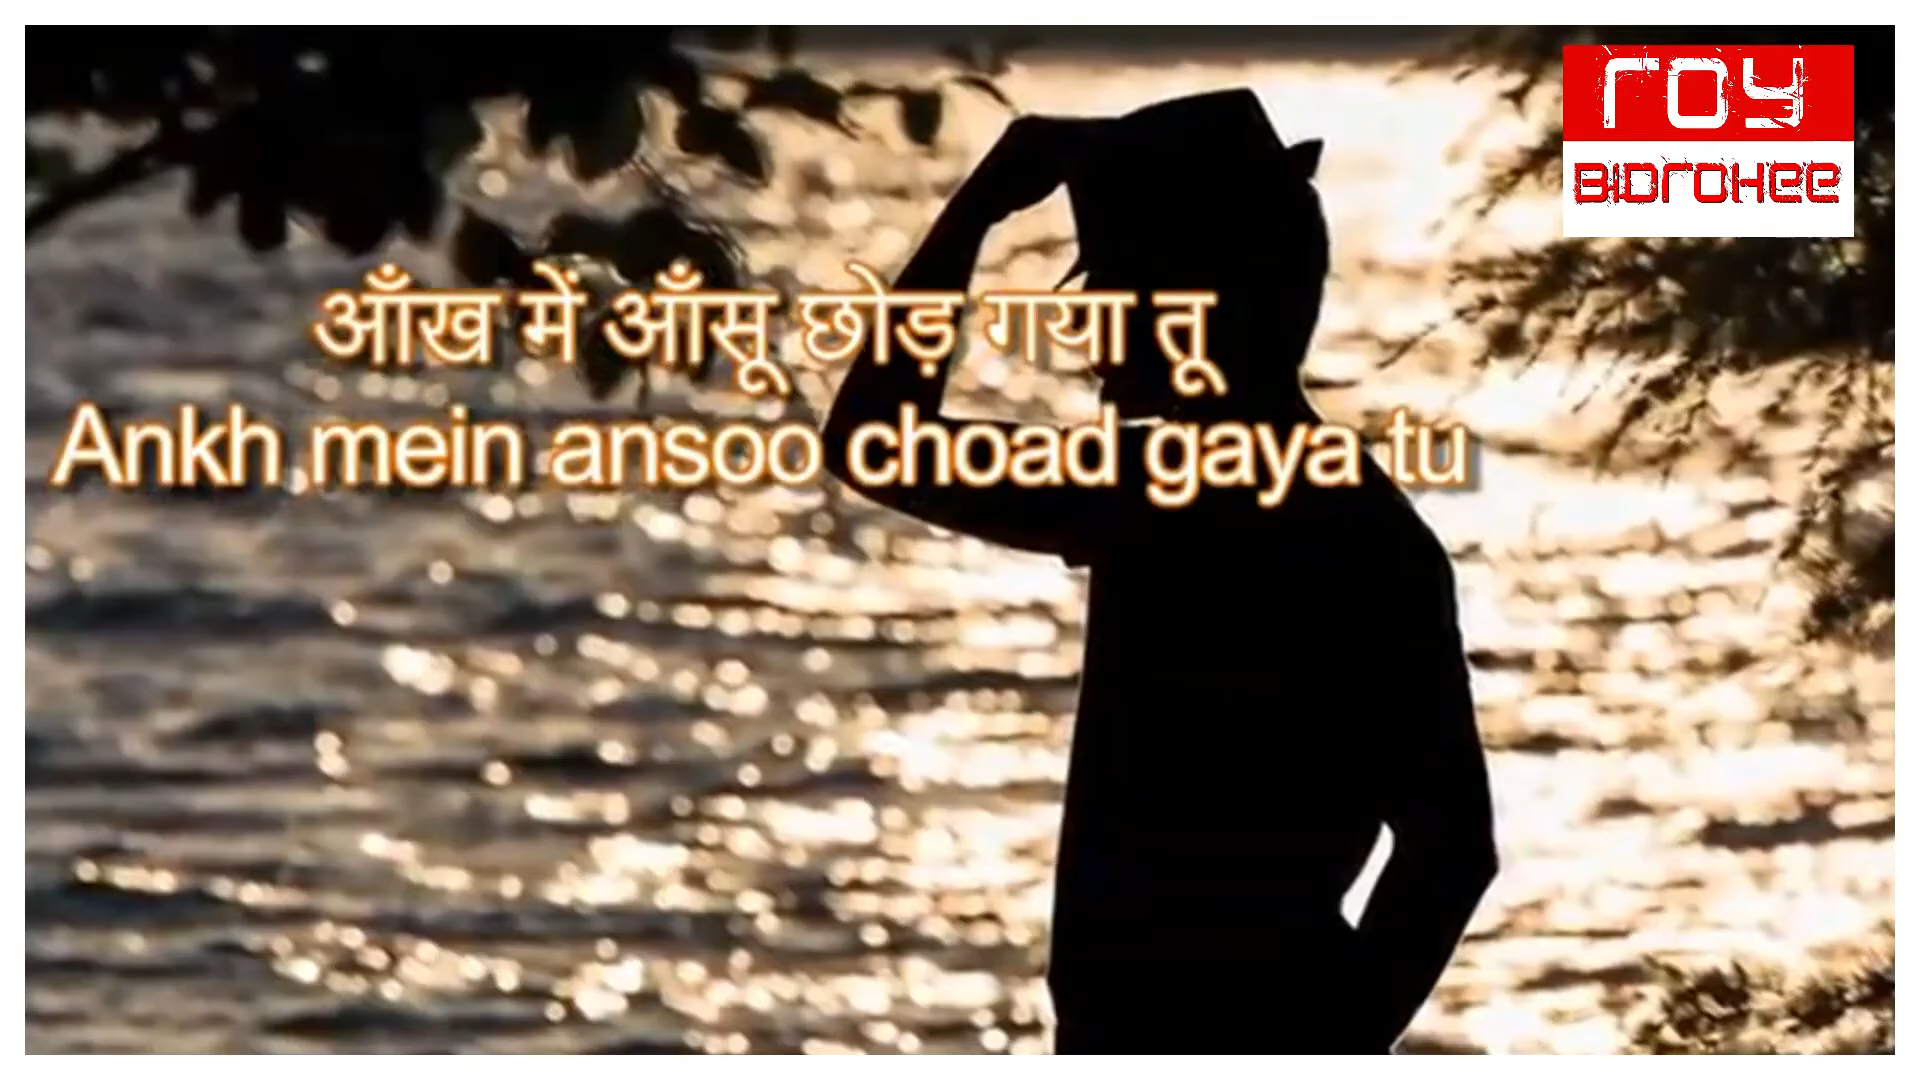 roy
BIDroHee
आँख में आँसू छोड़ गया तू
Ankh mein ansoo choad gaya tu